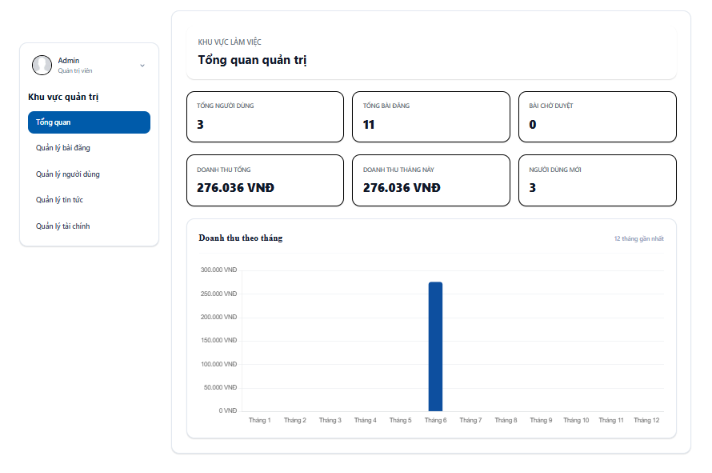 Admin
Quản trị viên
Khu vực quản trị
Tổng quan
Quản lý bài đăng
Quản lý người dùng
Quản lý tin tức
Quản lý tài chính
KHU VỰC LÀM VIỆC
Tổng quan quản trị
TỔNG NGƯỜI DÙNG
3
TỔNG BÀI ĐĂNG
11
BÀI CHỜ DUYỆT
0
DOANH THU TỔNG
276.036 VNĐ
DOANH THU THÁNG NÀY
276.036 VNĐ
NGƯỜI DÙNG MỚI
3
Doanh thu theo tháng
12 tháng gần nhất
300.000 VNĐ
250.000 VNĐ
200.000 VNĐ
150.000 VNĐ
100.000 VNĐ
50.000 VNĐ
0 VNĐ
Tháng 1 Tháng 2 Tháng 3 Tháng 4 Tháng 5 Tháng 6 Tháng 7 Tháng 8 Tháng 9 Tháng 10 Tháng 11 Tháng 12